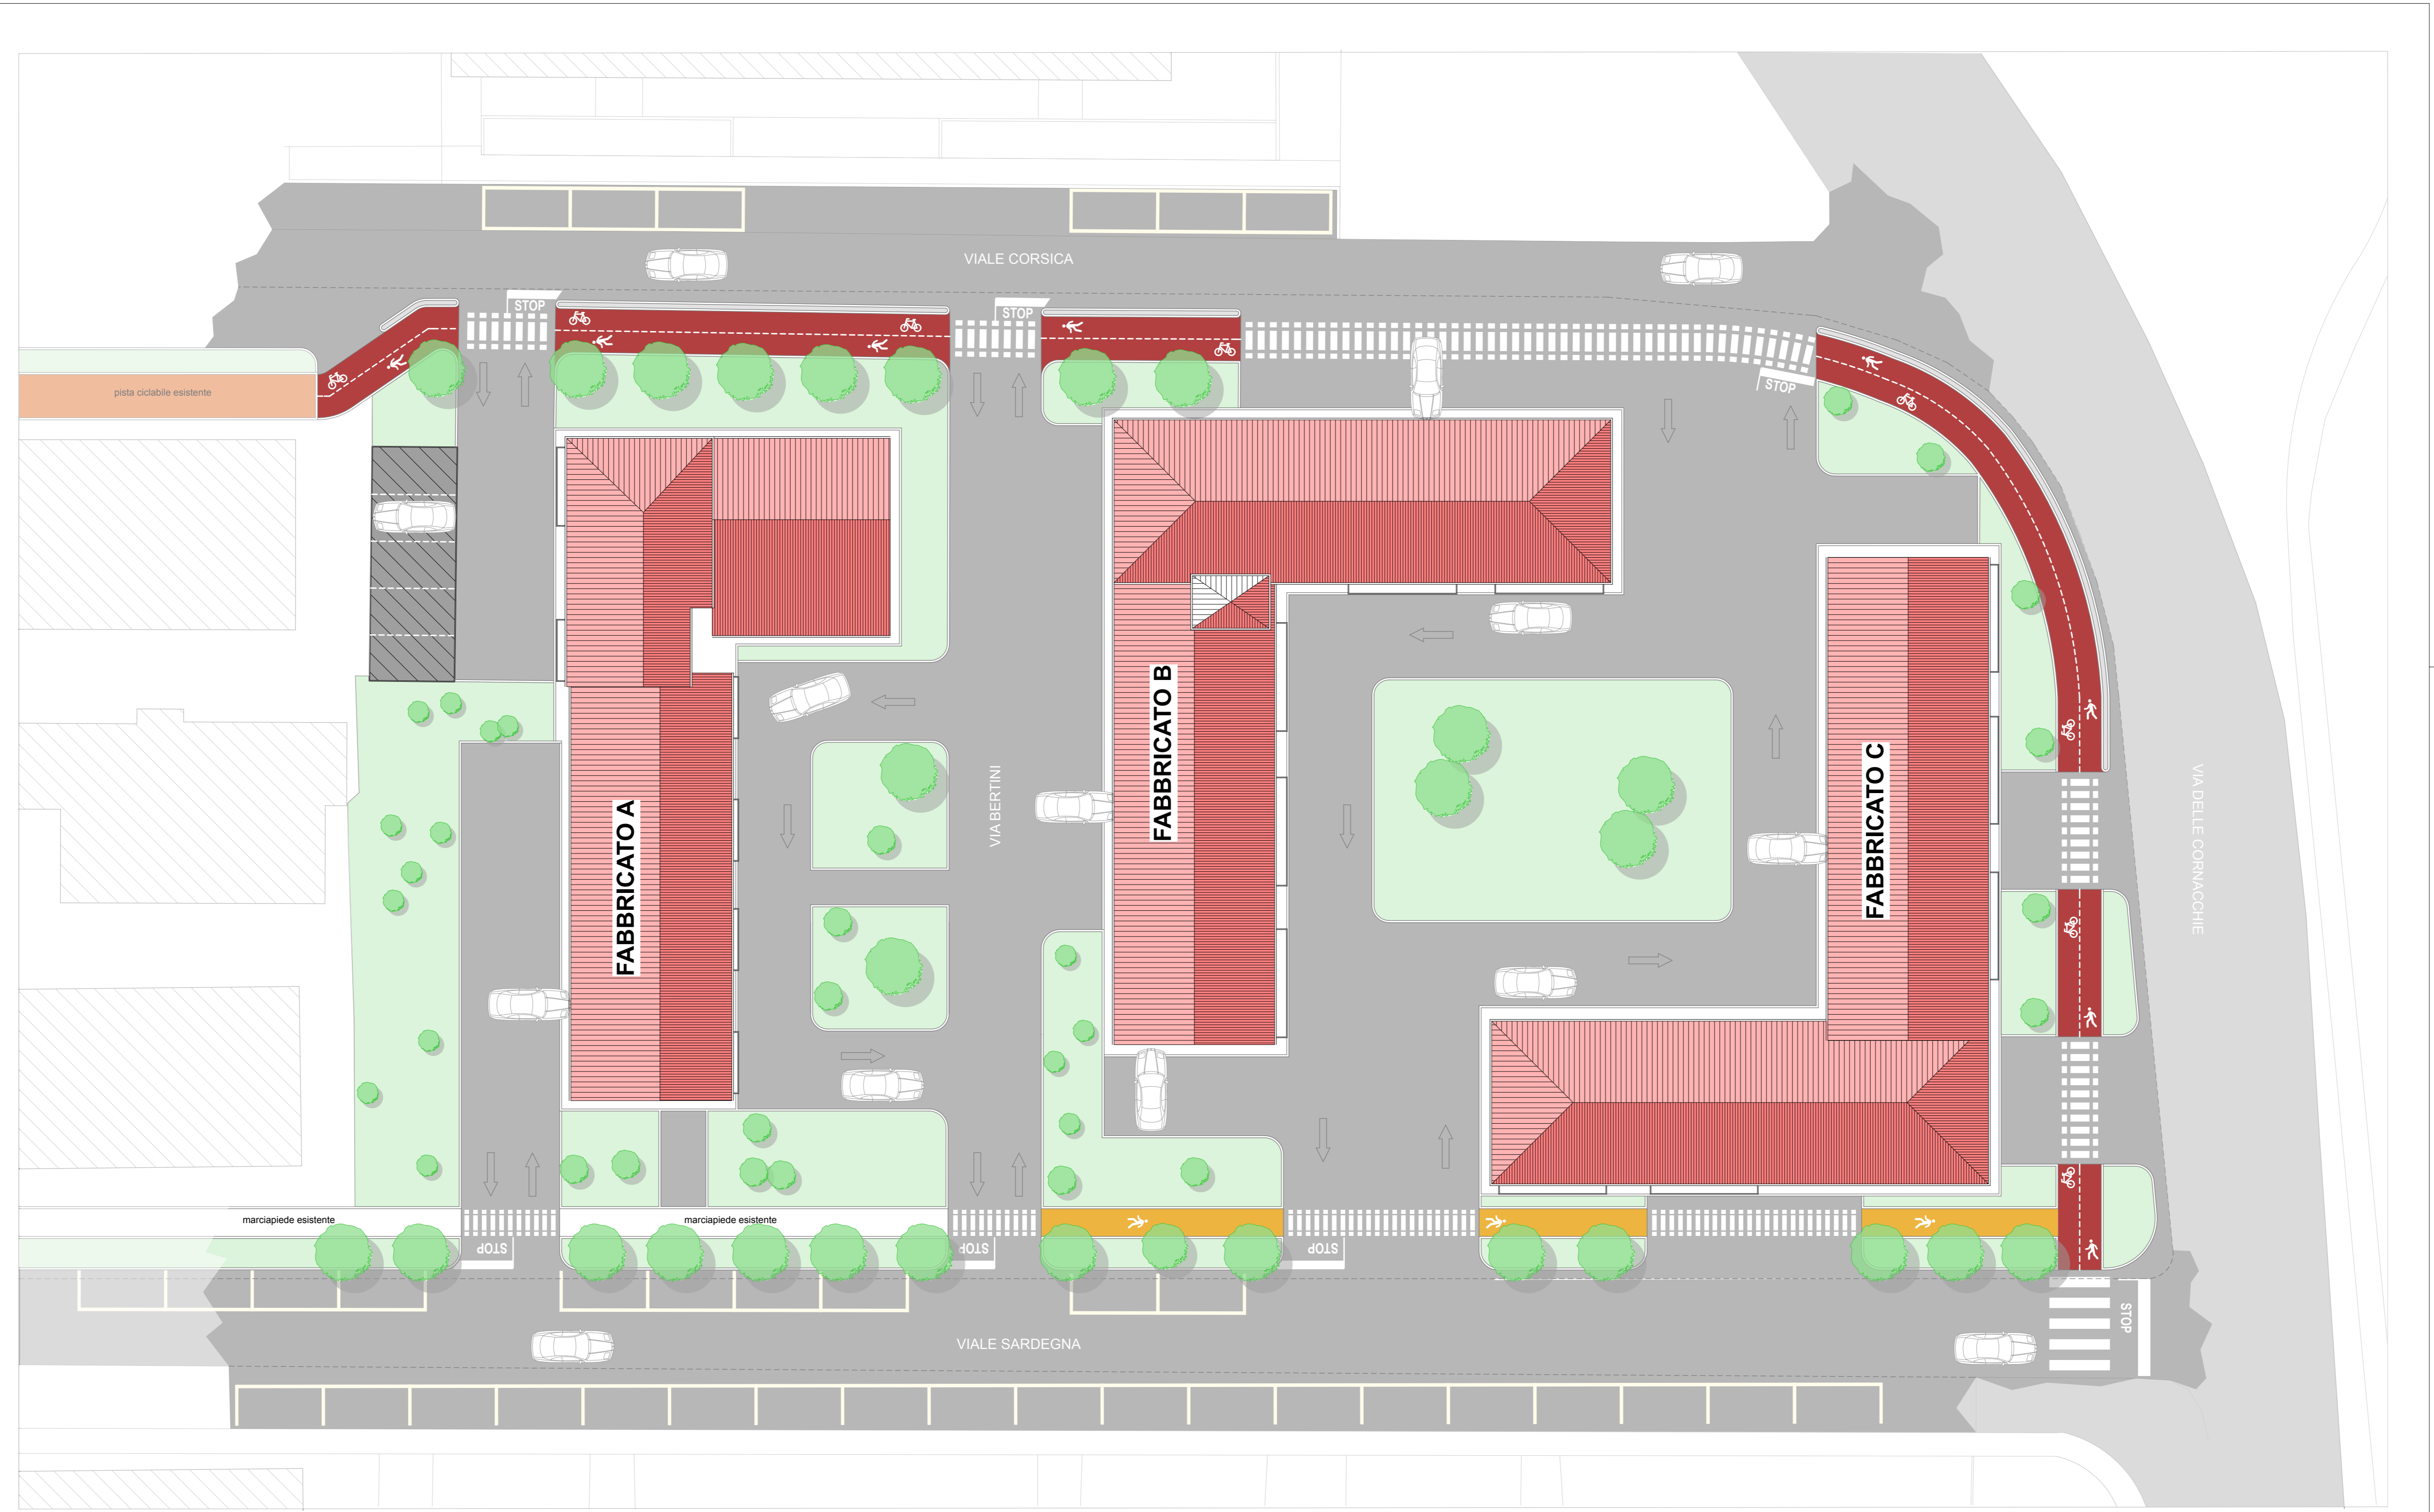 VIALE CORSICA
STOP
STOP
STOP
pista ciclabile esistente
FABBRICATO A
VIA BERTINI
FABBRICATO B
FABBRICATO C
VIA DELLE CORNACCHIE
marciapiede esistente
marciapiede esistente
STOP
STOP
STOP
STOP
VIALE SARDEGNA